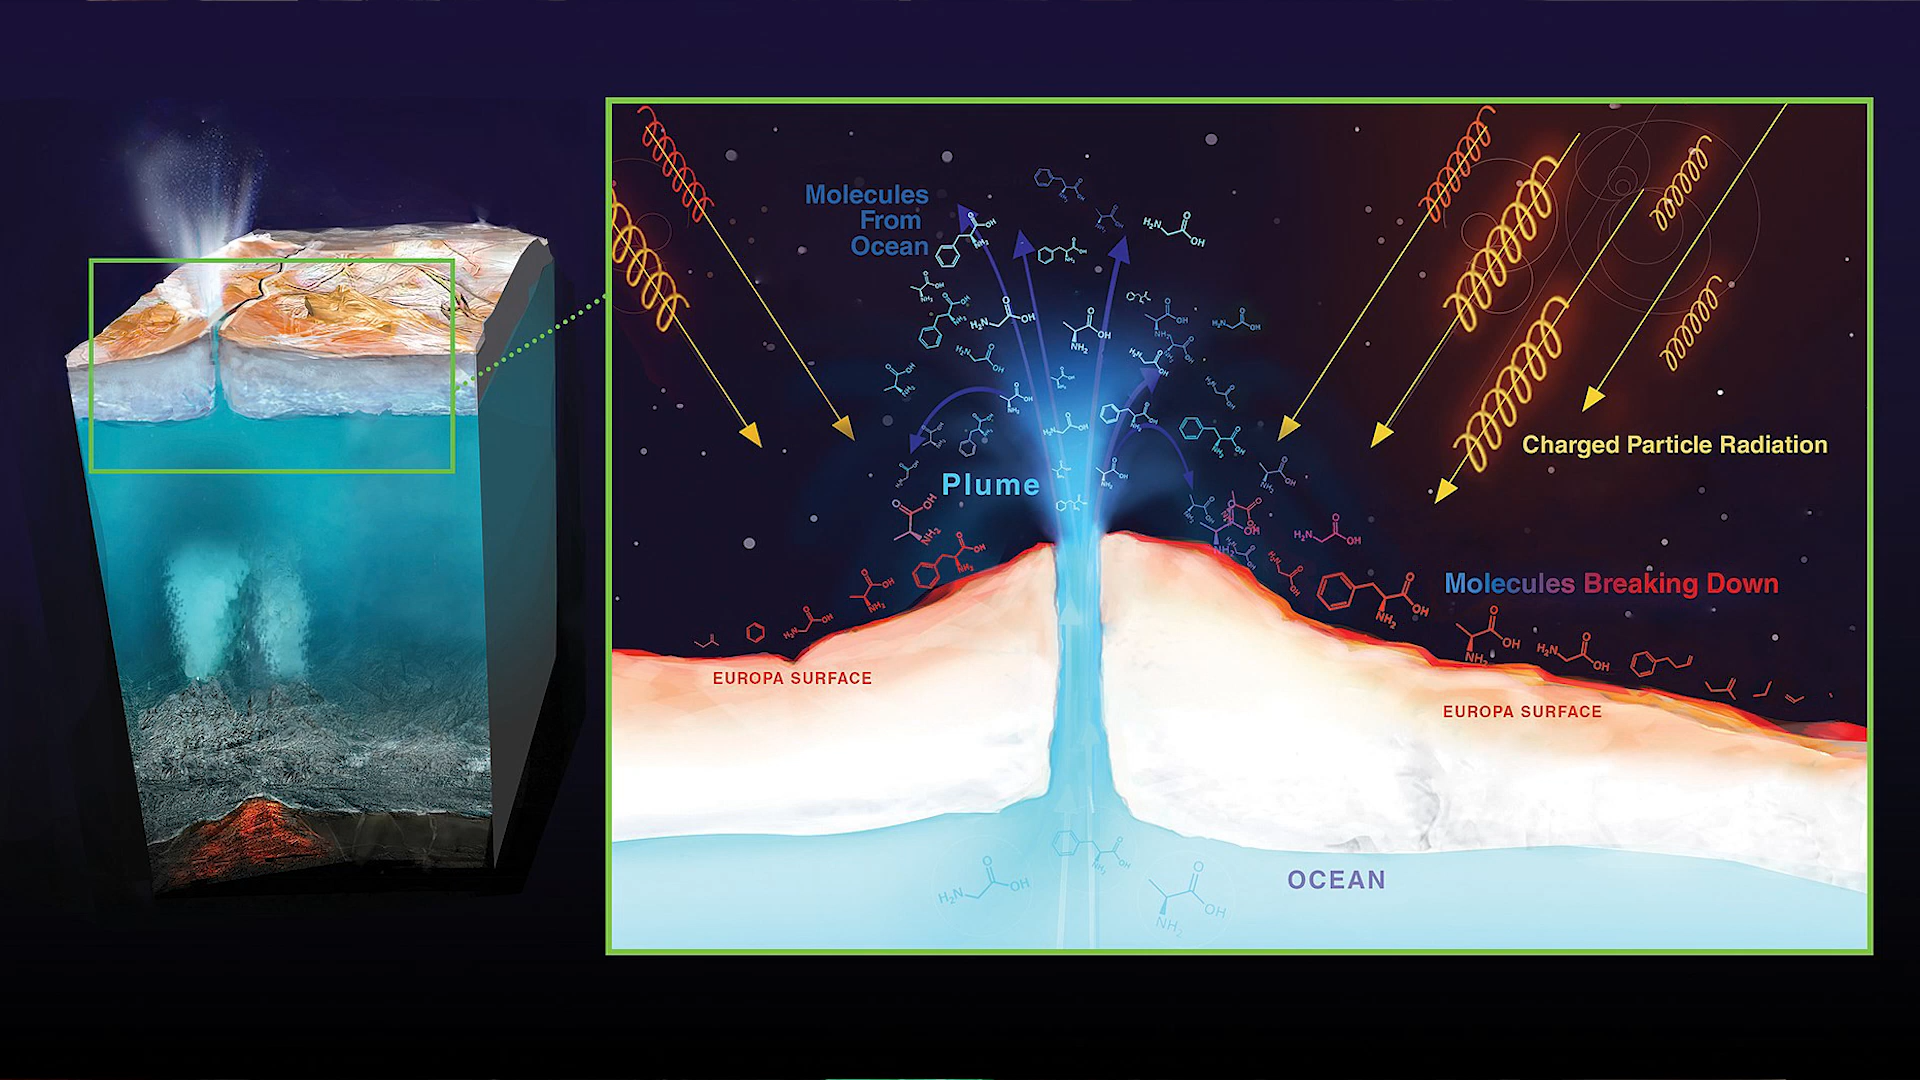 Molecules
From
Ocean
Plume
Charged Particle Radiation
Molecules Breaking Down
EUROPA SURFACE
EUROPA SURFACE
OCEAN